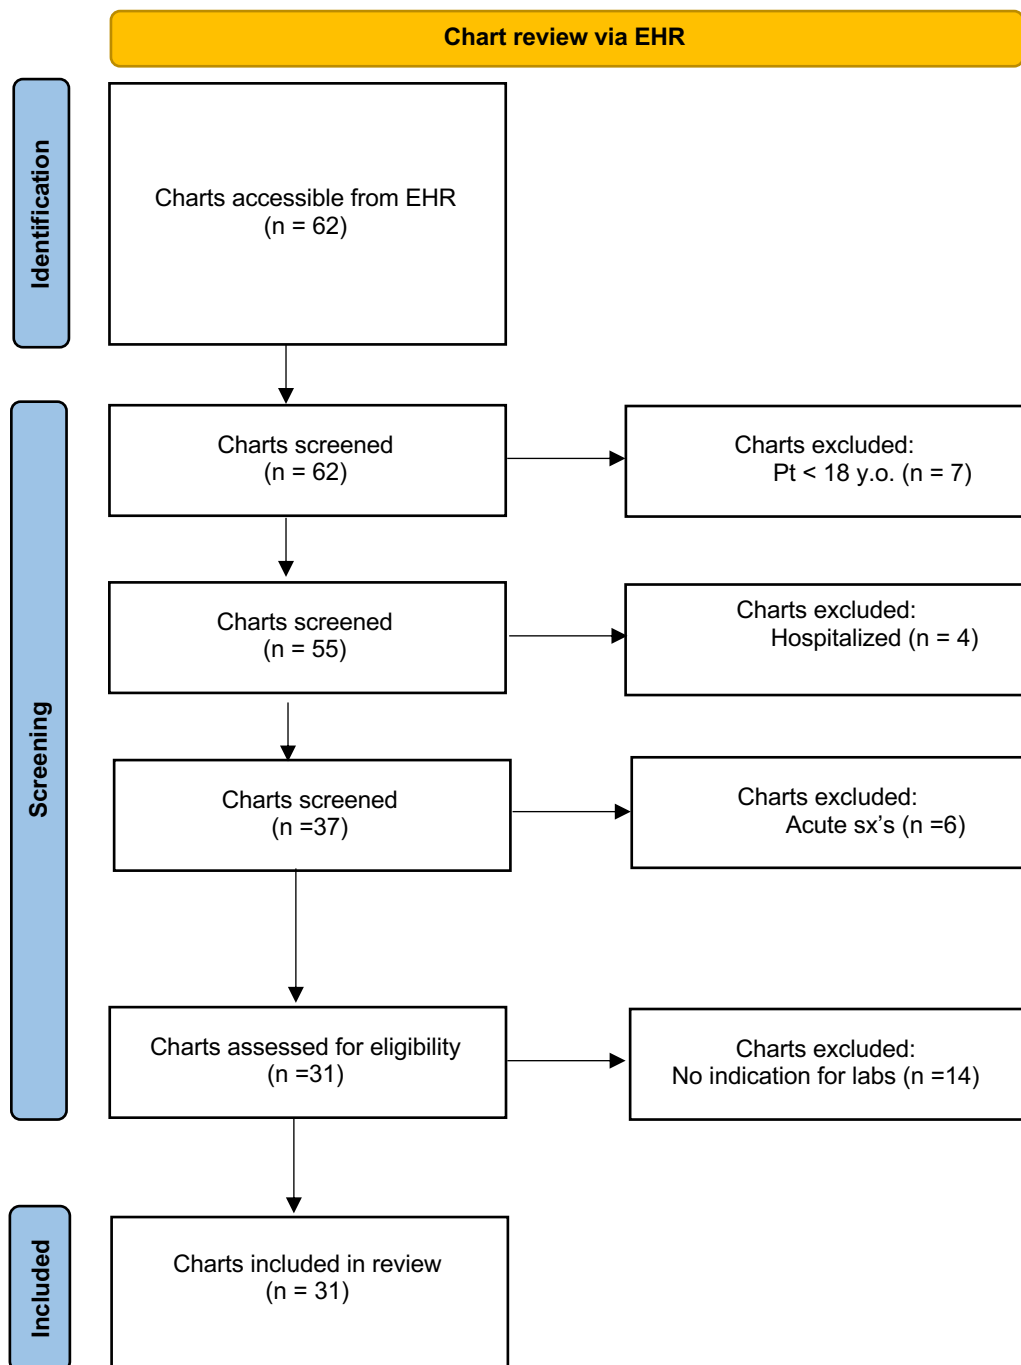 Chart review via EHR
Identification
Charts accessible from EHR
(n = 62)
Screening
Charts screened
(n = 62)
Charts excluded:
Pt < 18 y.o. (n = 7)
Charts screened
(n = 55)
Charts excluded:
Hospitalized (n = 4)
Charts screened
(n =37)
Charts excluded:
Acute sx's (n =6)
Charts assessed for eligibility
(n =31)
Charts excluded:
No indication for labs (n =14)
Included
Charts included in review
(n = 31)